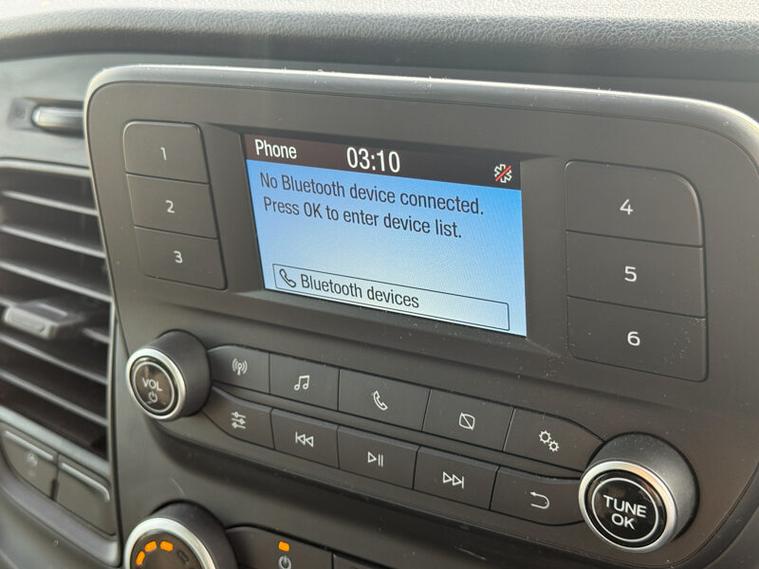 Phone 03:10
No Bluetooth device connected.
Press OK to enter device list.
Bluetooth devices
1
2
3
4
5
6
VOL
TUNE
OK